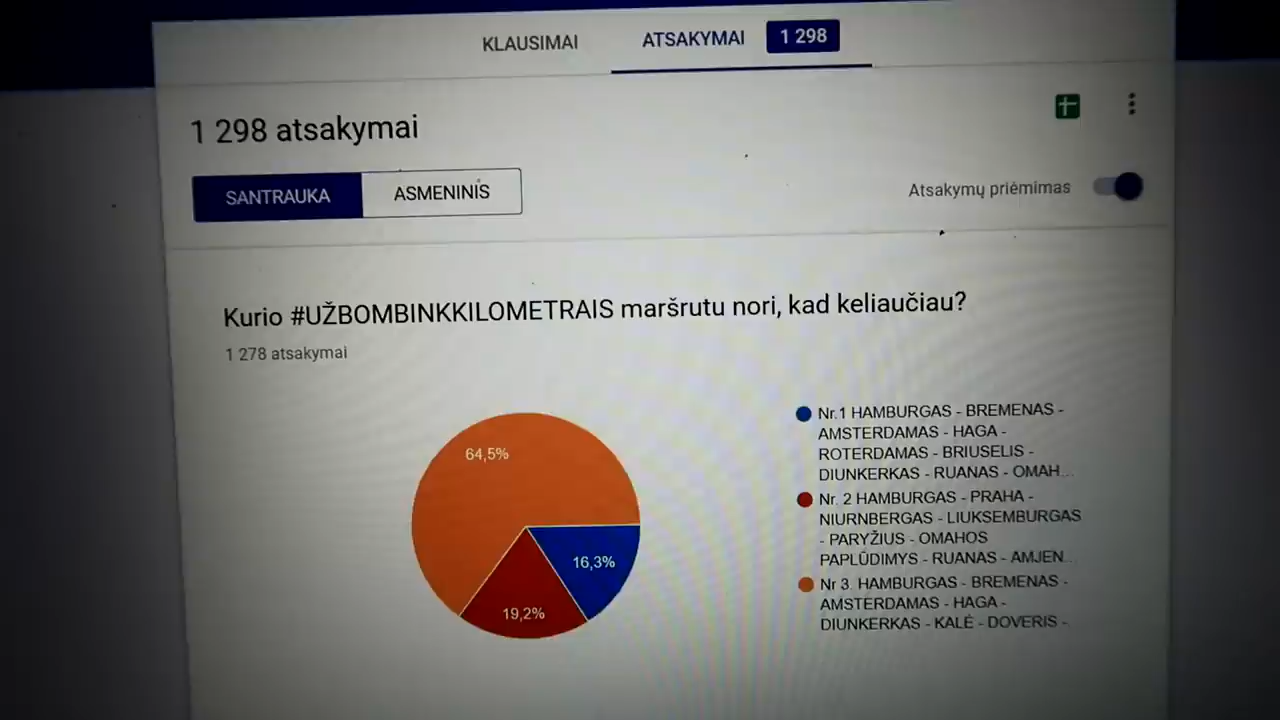 KLAUSIMAI
ATSAKYMAI
1 298
1 298 atsakymai
SANTRAUKA
ASMENINIS
Atsakymų priėmimas
Kurio #UŽBOMBINKKILOMETRAIS maršrutu nori, kad keliaučiau?
1 278 atsakymai
64,5%
16,3%
19,2%
Nr.1 HAMBURGAS - BREMENAS -
AMSTERDAMAS - HAGA -
ROTERDAMAS - BRIUSELIS -
DIUNKERKAS - RUANAS - OMAH...
Nr. 2 HAMBURGAS - PRAHA -
NIURNBERGAS - LIUKSEMBURGAS
- PARYŽIUS - OMAHOS
PAPLŪDIMYS - RUANAS - AMJEN...
Nr 3. HAMBURGAS - BREMENAS -
AMSTERDAMAS - HAGA -
DIUNKERKAS - KALĖ - DOVERIS -